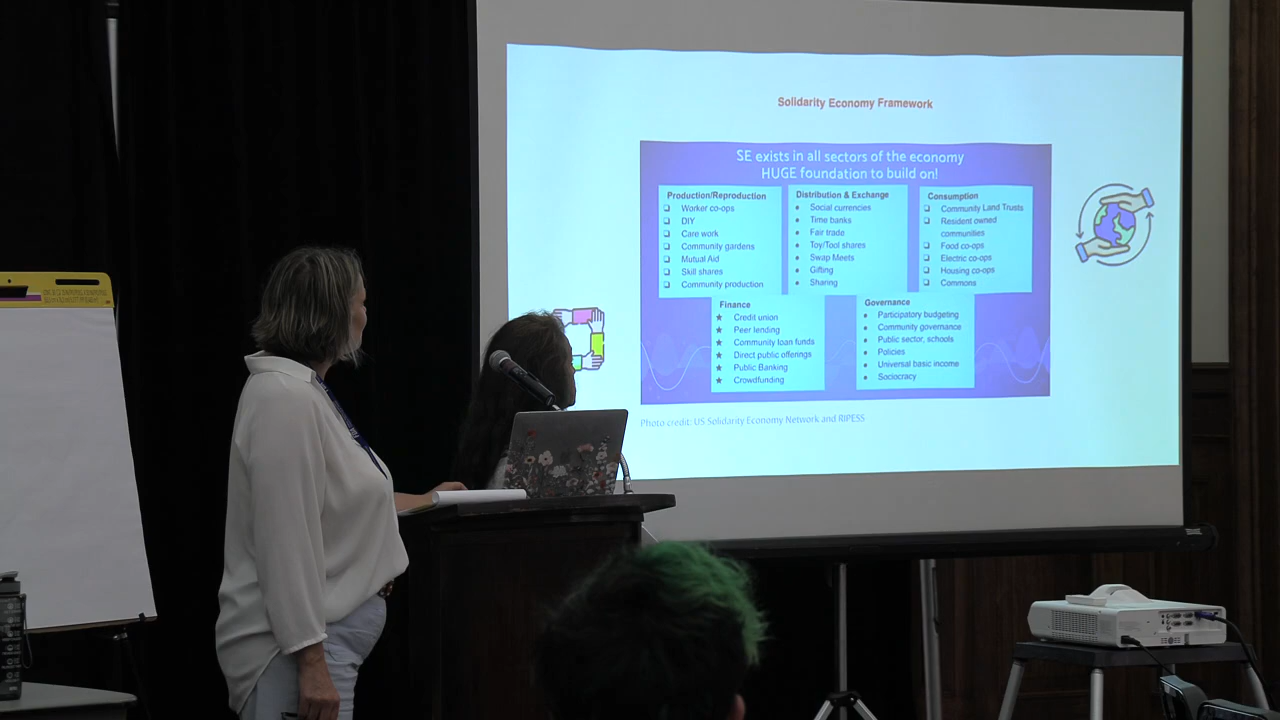 Solidarity Economy Framework
SE exists in all sectors of the economy
HUGE foundation to build on!
Production/Reproduction
Worker co-ops
DIY
Care work
Community gardens
Mutual Aid
Skill shares
Community production
Distribution & Exchange
Social currencies
Time banks
Fair trade
Toy/Tool shares
Swap Meets
Gifting
Sharing
Consumption
Community Land Trusts
Resident owned
communities
Food co-ops
Electric co-ops
Housing co-ops
Commons
Finance
Credit union
Peer lending
Community loan funds
Direct public offerings
Public Banking
Crowdfunding
Governance
Participatory budgeting
Community governance
Public sector, schools
Policies
Universal basic income
Sociocracy
Photo credit: US Solidarity Economy Network and RIPESS